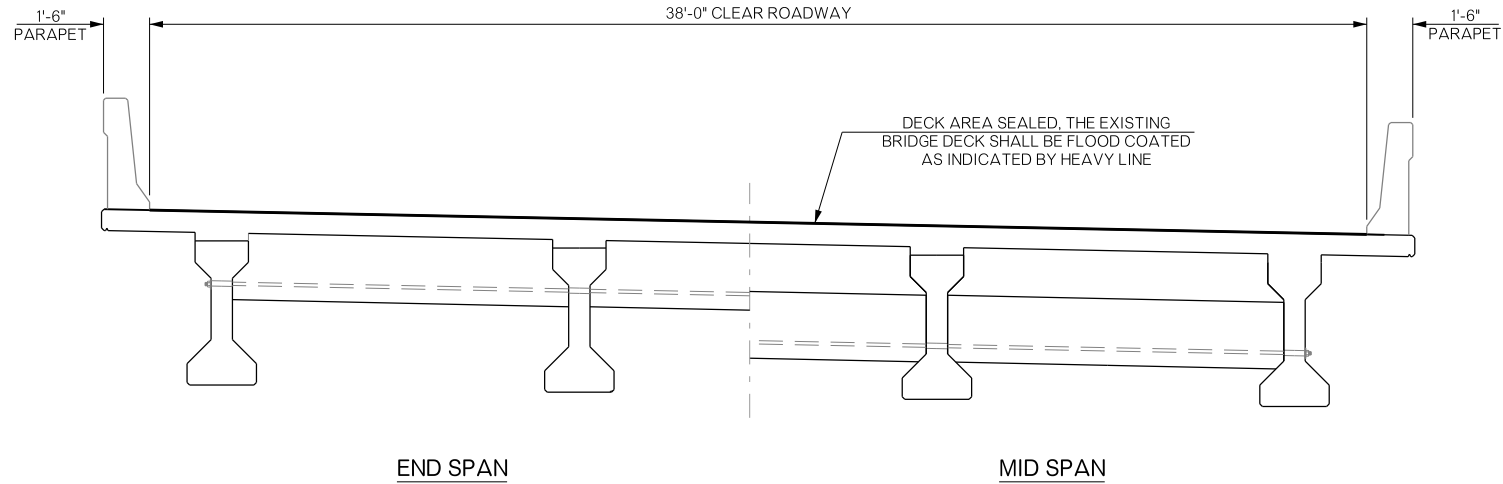 1'-6"
PARAPET
38'-0" CLEAR ROADWAY
1'-6"
PARAPET
DECK AREA SEALED, THE EXISTING
BRIDGE DECK SHALL BE FLOOD COATED
AS INDICATED BY HEAVY LINE
END SPAN
MID SPAN